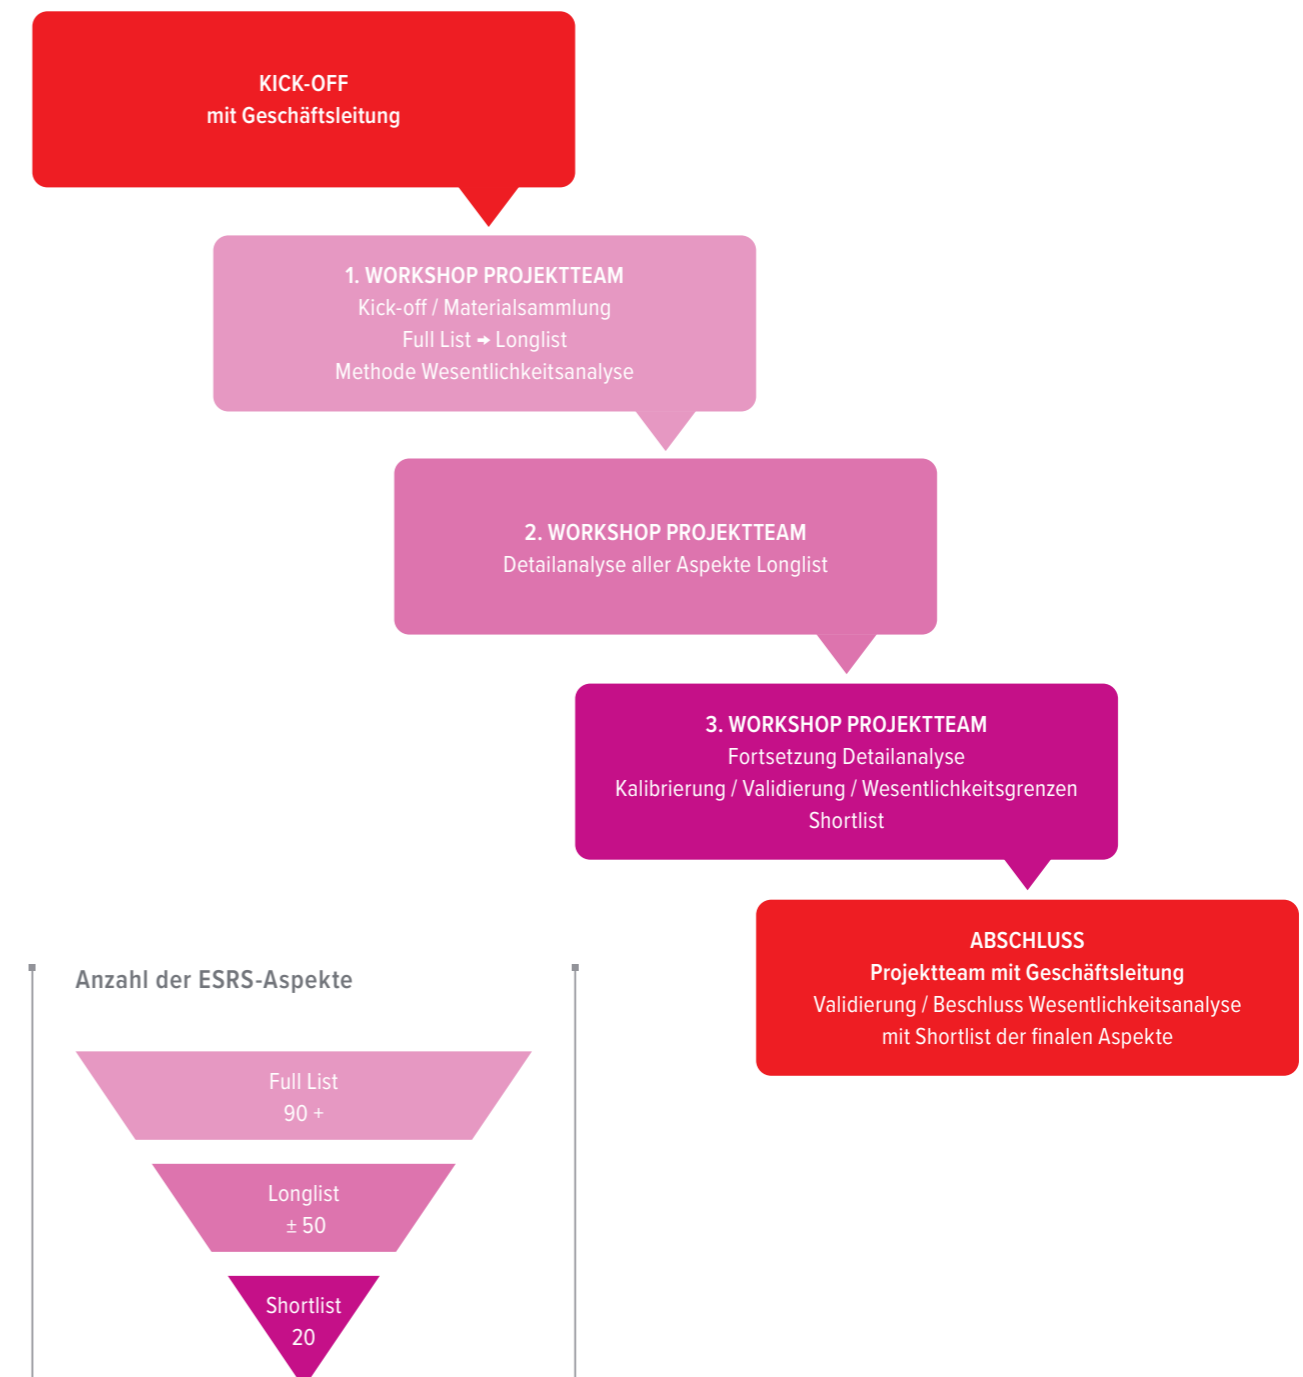 KICK-OFF
mit Geschäftsleitung
1. WORKSHOP PROJEKTTEAM
Kick-off / Materialsammlung
Full List → Longlist
Methode Wesentlichkeitsanalyse
2. WORKSHOP PROJEKTTEAM
Detailanalyse aller Aspekte Longlist
3. WORKSHOP PROJEKTTEAM
Fortsetzung Detailanalyse
Kalibrierung / Validierung / Wesentlichkeitsgrenzen
Shortlist
ABSCHLUSS
Projektteam mit Geschäftsleitung
Validierung / Beschluss Wesentlichkeitsanalyse
mit Shortlist der finalen Aspekte
Anzahl der ESRS-Aspekte
Full List
90 +
Longlist
± 50
Shortlist
20